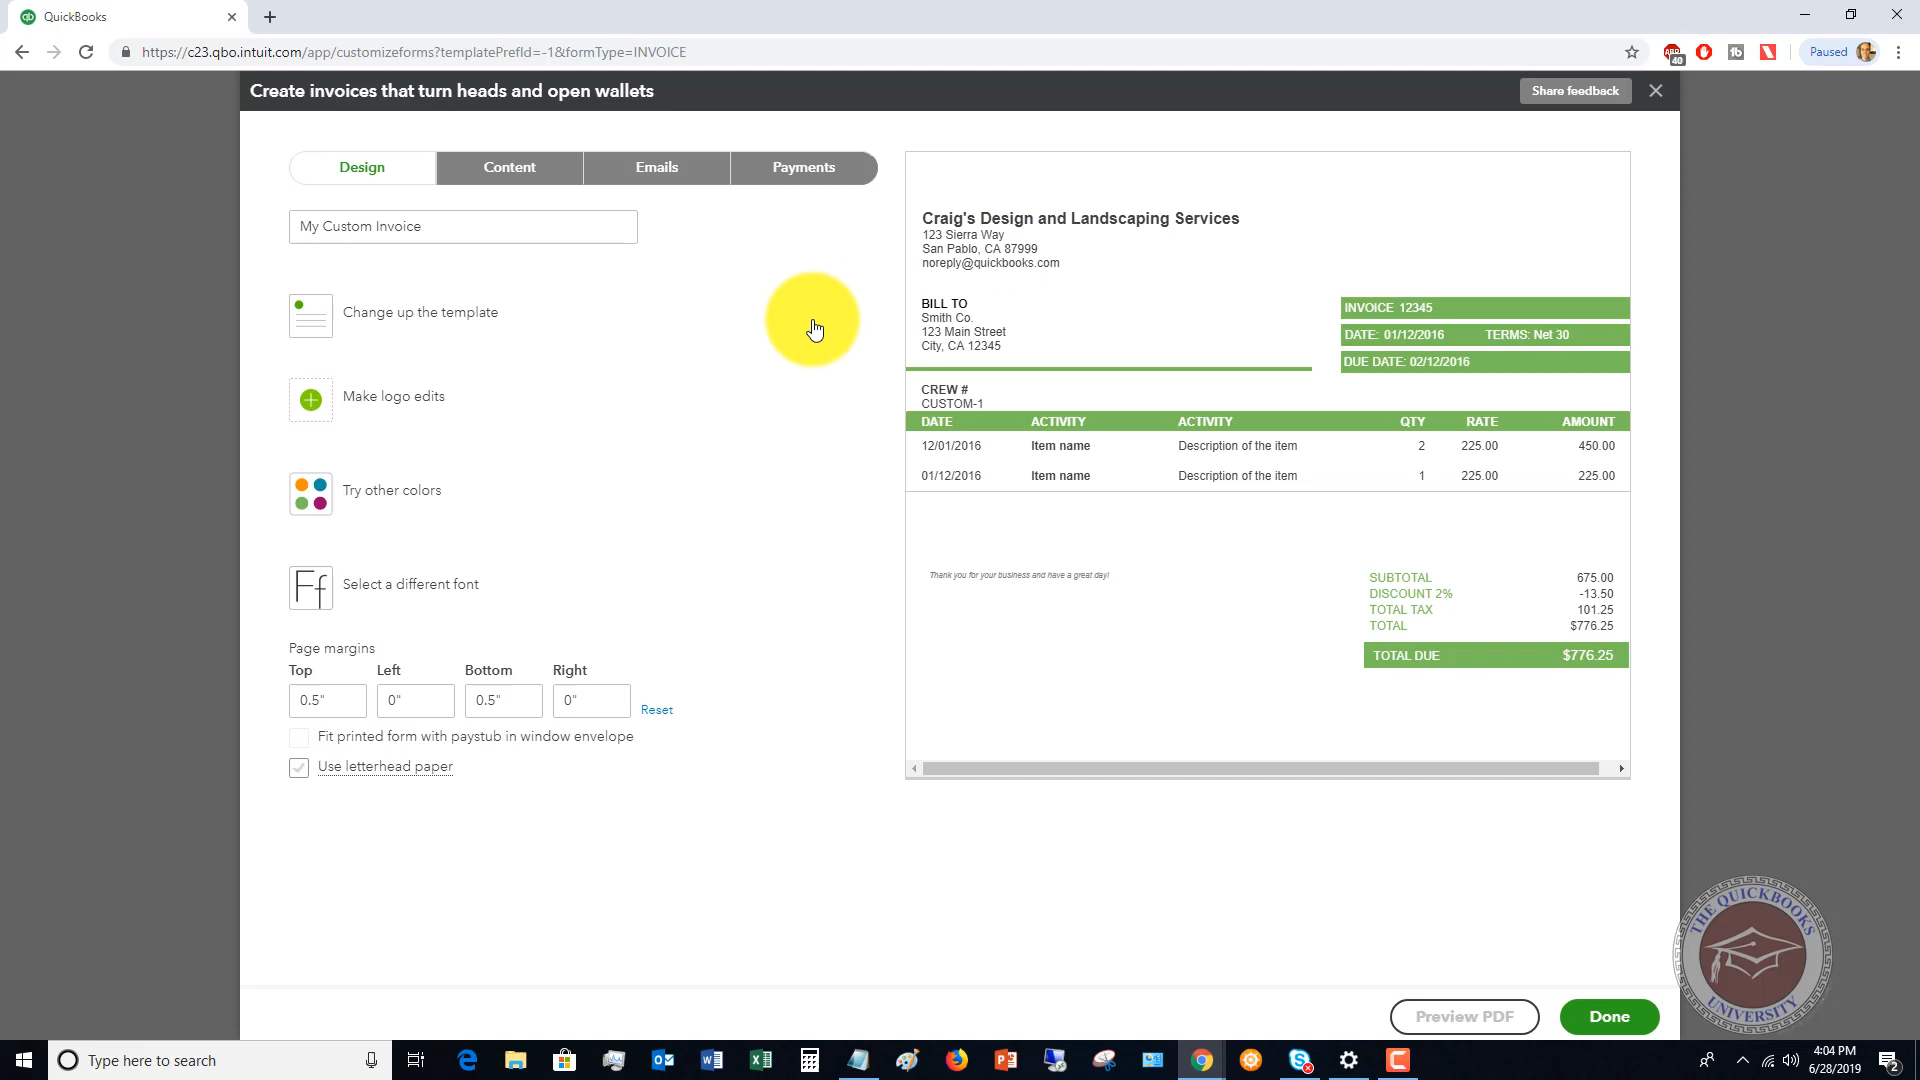 QuickBooks
https://c23.qbo.intuit.com/app/customizeforms?templatePrefId=-1&formType=INVOICE
ABP
40
tb
Paused
Create invoices that turn heads and open wallets
Share feedback
Design
Content
Emails
Payments
My Custom Invoice
Change up the template
Make logo edits
Try other colors
Ff
Select a different font
Page margins
Top
Left
Bottom
Right
0.5"
0"
0.5"
0"
Reset
Fit printed form with paystub in window envelope
Use letterhead paper
Craig's Design and Landscaping Services
123 Sierra Way
San Pablo, CA 87999
noreply@quickbooks.com
BILL TO
Smith Co.
123 Main Street
City, CA 12345
INVOICE 12345
DATE: 01/12/2016 TERMS: Net 30
DUE DATE: 02/12/2016
CREW #
CUSTOM-1
DATE ACTIVITY ACTIVITY QTY RATE AMOUNT
12/01/2016 Item name Description of the item 2 225.00 450.00
01/12/2016 Item name Description of the item 1 225.00 225.00
Thank you for your business and have a great day!
SUBTOTAL 675.00
DISCOUNT 2% -13.50
TOTAL TAX 101.25
TOTAL $776.25
TOTAL DUE $776.25
Preview PDF
Done
THE QUICKBOOKS
UNIVERSITY
Type here to search
4:04 PM
6/28/2019
2